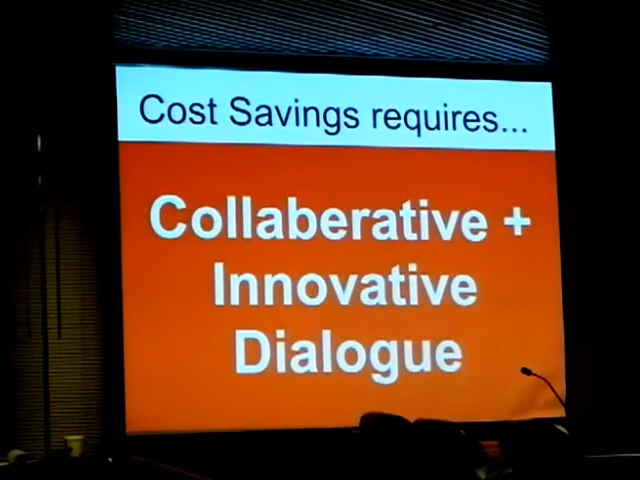 Cost Savings requires...
Collaberative +
Innovative
Dialogue